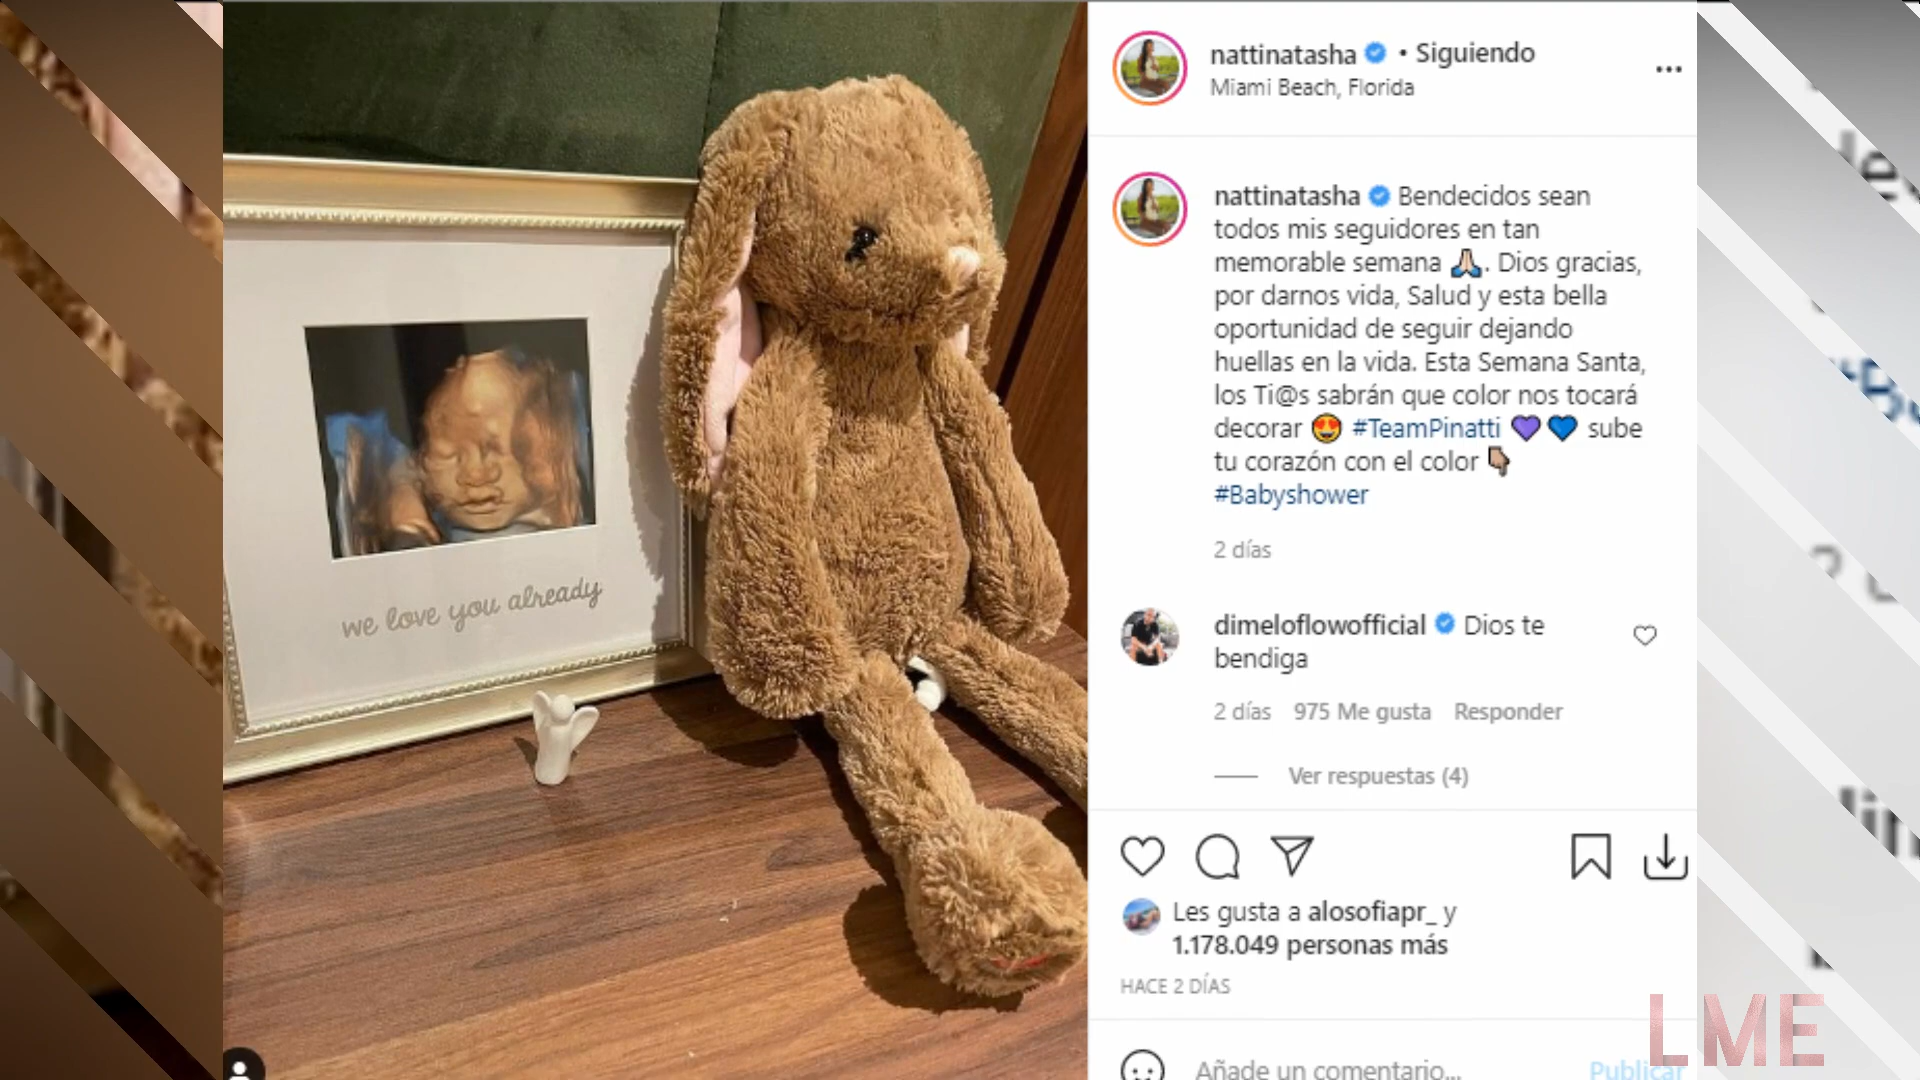 nattinatasha • Siguiendo
Miami Beach, Florida
nattinatasha Bendecidos sean
todos mis seguidores en tan
memorable semana 🙏🏻. Dios gracias,
por darnos vida, Salud y esta bella
oportunidad de seguir dejando
huellas en la vida. Esta Semana Santa,
los Ti@s sabrán que color nos tocará
decorar 😍 #TeamPinatti 💜💙 sube
tu corazón con el color 👇🏽
#Babyshower
2 días
we love you already
dimeloflowofficial Dios te
bendiga
2 días 975 Me gusta Responder
Ver respuestas (4)
Les gusta a alosofiapr_ y
1.178.049 personas más
HACE 2 DÍAS
Añade un comentario...
Publicar
LME